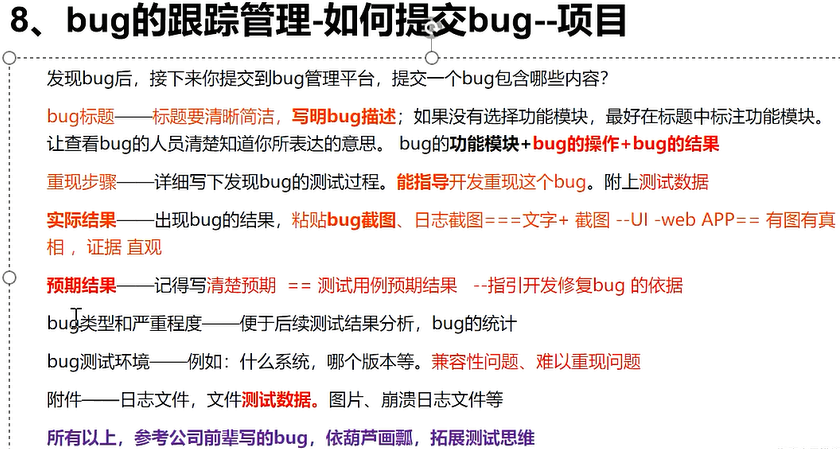 8、bug的跟踪管理-如何提交bug--项目
发现bug后，接下来你提交到bug管理平台，提交一个bug包含哪些内容？
bug标题——标题要清晰简洁，写明bug描述；如果没有选择功能模块，最好在标题中标注功能模块。
让查看bug的人员清楚知道你所表达的意思。 bug的功能模块+bug的操作+bug的结果
重现步骤——详细写下发现bug的测试过程。能指导开发重现这个bug。附上测试数据
实际结果——出现bug的结果，粘贴bug截图、日志截图===文字+ 截图 --UI -web APP== 有图有真
相 ，证据 直观
预期结果——记得写清楚预期 == 测试用例预期结果 --指引开发修复bug 的依据
bug类型和严重程度——便于后续测试结果分析，bug的统计
bug测试环境——例如：什么系统，哪个版本等。兼容性问题、难以重现问题
附件——日志文件，文件测试数据。图片、崩溃日志文件等
所有以上，参考公司前辈写的bug，依葫芦画瓢，拓展测试思维